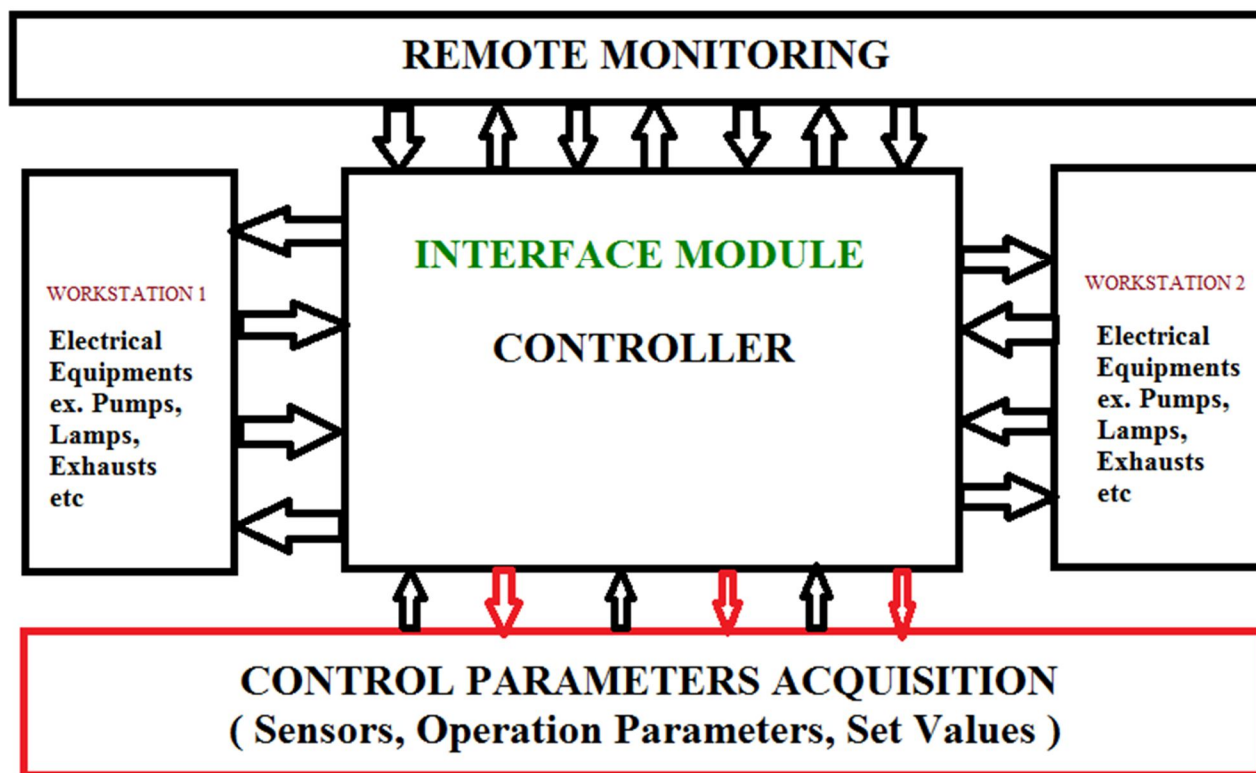 REMOTE MONITORING
INTERFACE MODULE
CONTROLLER
WORKSTATION 1
Electrical
Equipments
ex. Pumps,
Lamps,
Exhausts
etc
WORKSTATION 2
Electrical
Equipments
ex. Pumps,
Lamps,
Exhausts
etc
CONTROL PARAMETERS ACQUISITION
( Sensors, Operation Parameters, Set Values )